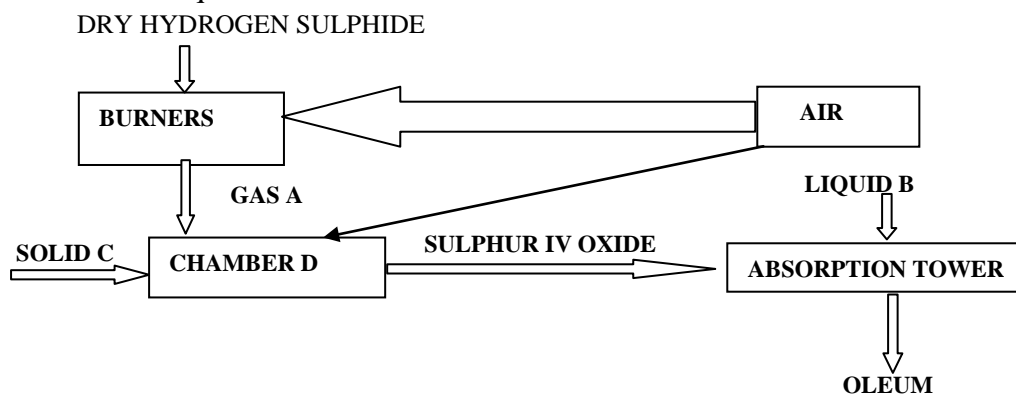 DRY HYDROGEN SULPHIDE
BURNERS
AIR
GAS A
LIQUID B
SOLID C
CHAMBER D
SULPHUR IV OXIDE
ABSORPTION TOWER
OLEUM